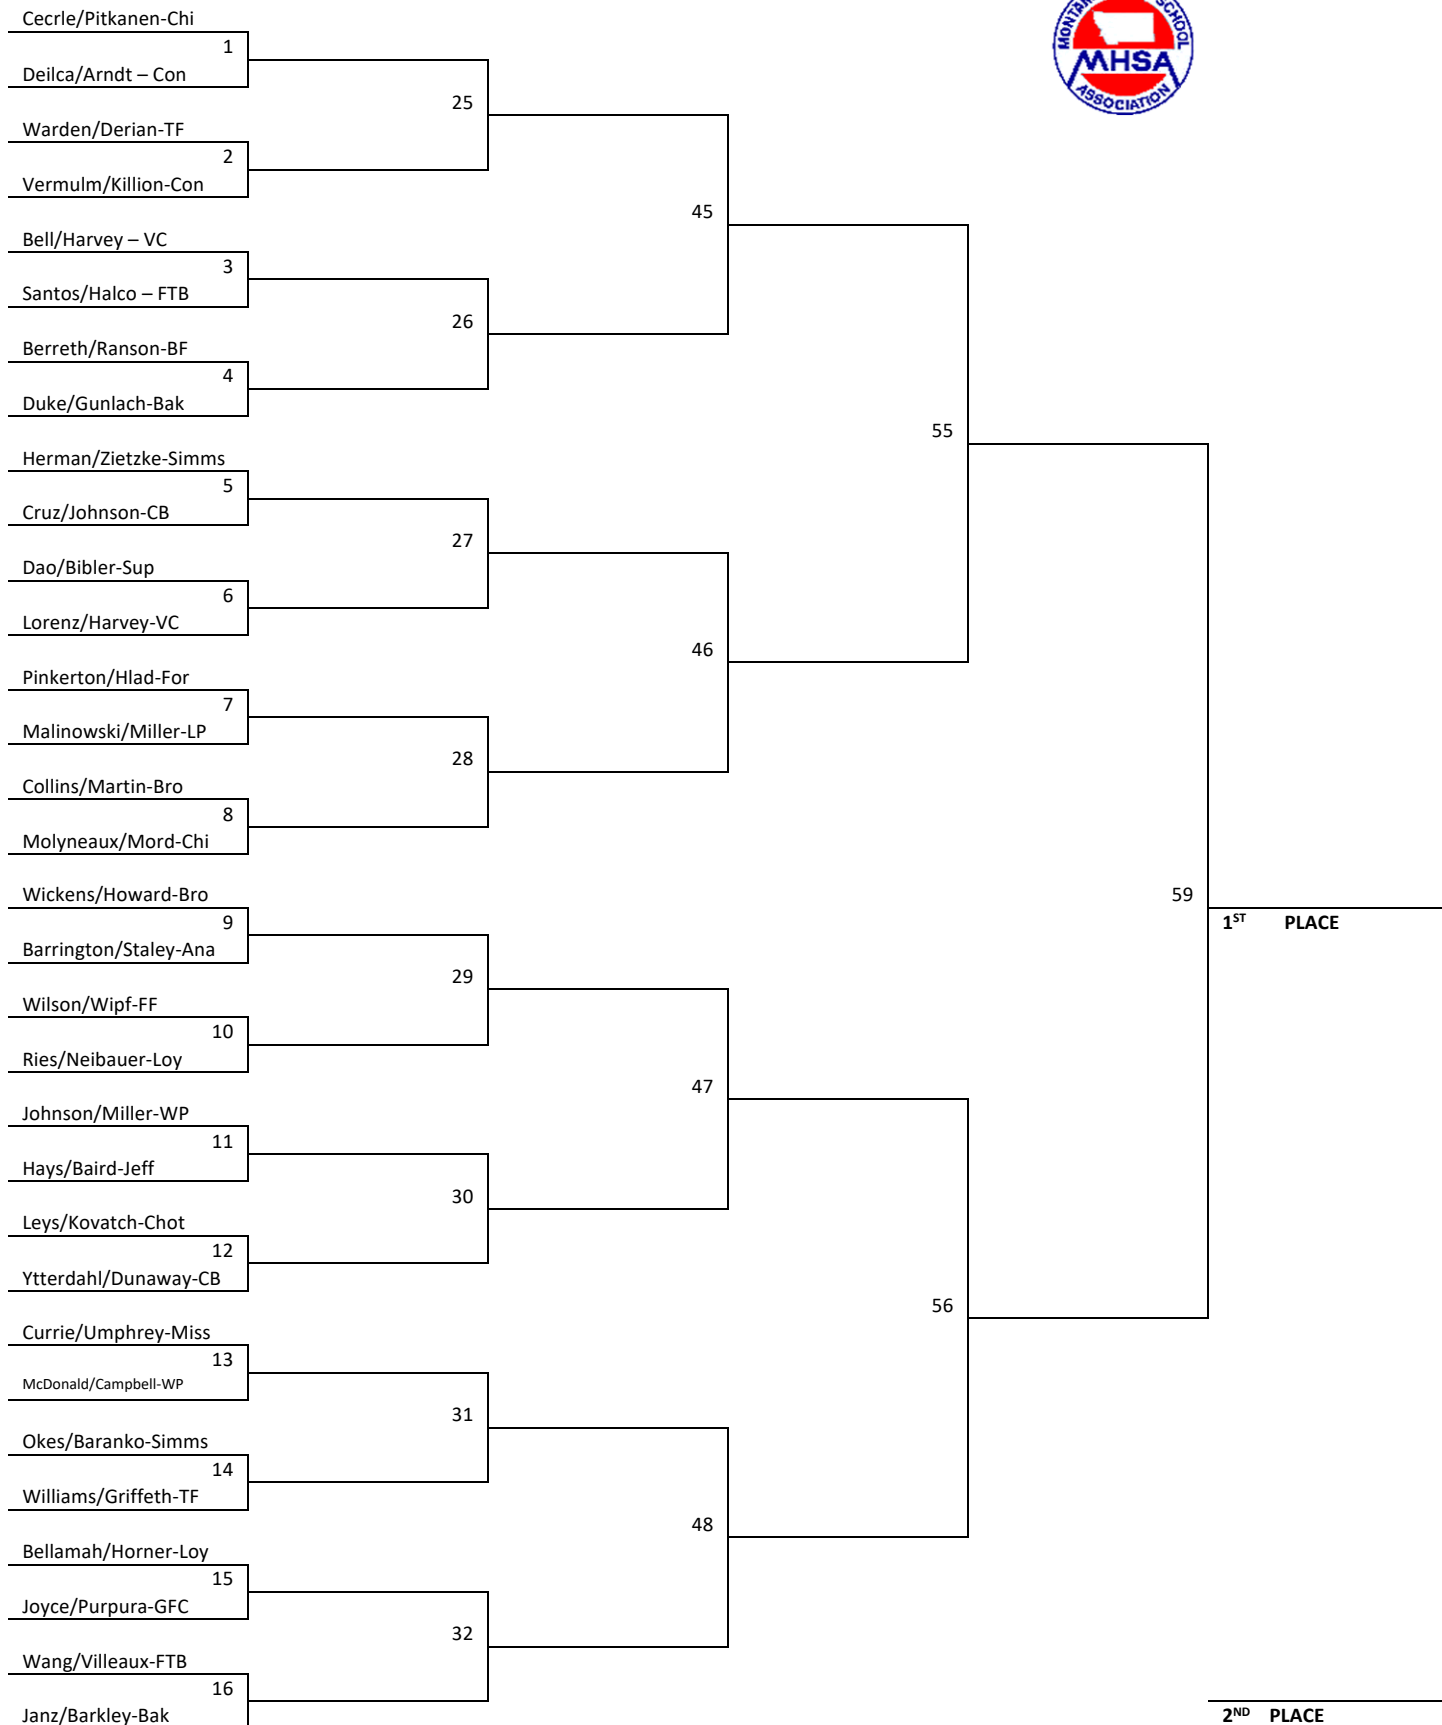 Cecrle/Pitkanen-Chi
1
Deilca/Arndt – Con
25
Warden/Derian-TF
2
Vermulm/Killion-Con
45
Bell/Harvey – VC
3
Santos/Halco – FTB
26
Berreth/Ranson-BF
4
Duke/Gunlach-Bak
55
Herman/Zietzke-Simms
5
Cruz/Johnson-CB
27
Dao/Bibler-Sup
6
Lorenz/Harvey-VC
46
Pinkerton/Hlad-For
7
Malinowski/Miller-LP
28
Collins/Martin-Bro
8
Molyneaux/Mord-Chi
59
1ST PLACE
Wickens/Howard-Bro
9
Barrington/Staley-Ana
29
Wilson/Wipf-FF
10
Ries/Neibauer-Loy
47
Johnson/Miller-WP
11
Hays/Baird-Jeff
30
Leys/Kovatch-Chot
12
Ytterdahl/Dunaway-CB
56
Currie/Umphrey-Miss
13
McDonald/Campbell-WP
31
Okes/Baranko-Simms
14
Williams/Griffeth-TF
48
Bellamah/Horner-Loy
15
Joyce/Purpura-GFC
32
Wang/Villeaux-FTB
16
Janz/Barkley-Bak
2ND PLACE
SCHOOL
MHSA
ASSOCIATION